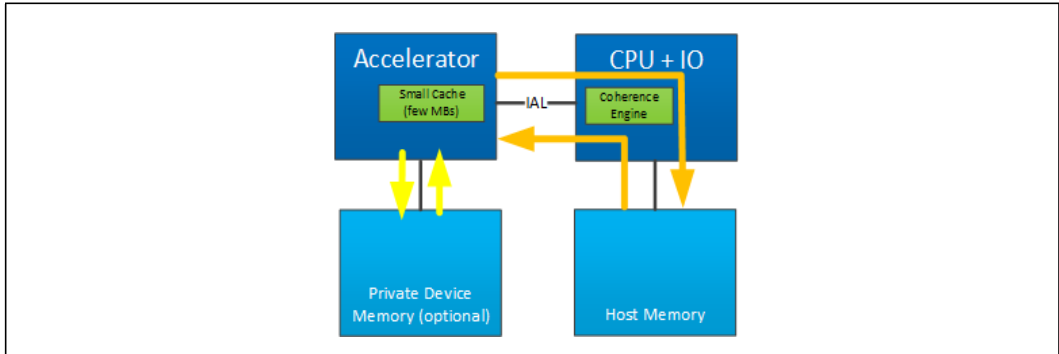 Accelerator
Small Cache
(few MBs)
IAL
CPU + IO
Coherence
Engine
Private Device
Memory (optional)
Host Memory